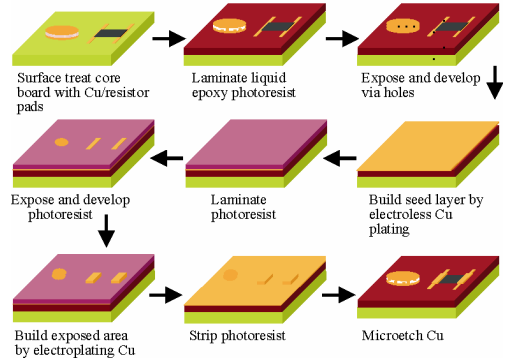 Surface treat core
board with Cu/resistor
pads
Laminate liquid
epoxy photoresist
Expose and develop
via holes
Expose and develop
photoresist
Laminate
photoresist
Build seed layer by
electroless Cu
plating
Build exposed area
by electroplating Cu
Strip photoresist
Microetch Cu